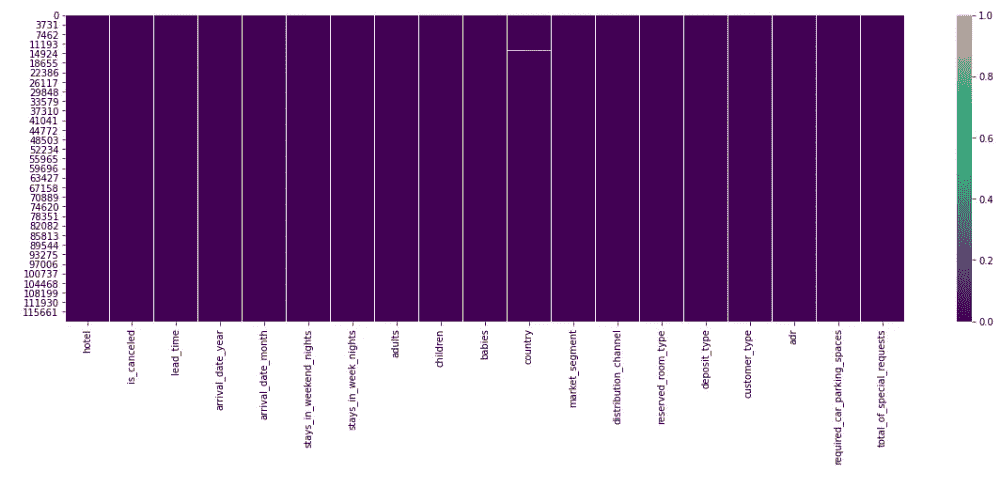 0
3731
7462
11193
14924
18655
22386
26117
29848
33579
37310
41041
44772
48503
52234
55965
59696
63427
67158
70889
74620
78351
82082
85813
89544
93275
97006
100737
104468
108199
111930
115661
hotel
is_canceled
lead_time
arrival_date_year
arrival_date_month
stays_in_weekend_nights
stays_in_week_nights
adults
children
babies
country
market_segment
distribution_channel
reserved_room_type
deposit_type
customer_type
adr
required_car_parking_spaces
total_of_special_requests
1.0
0.8
0.6
0.4
0.2
0.0